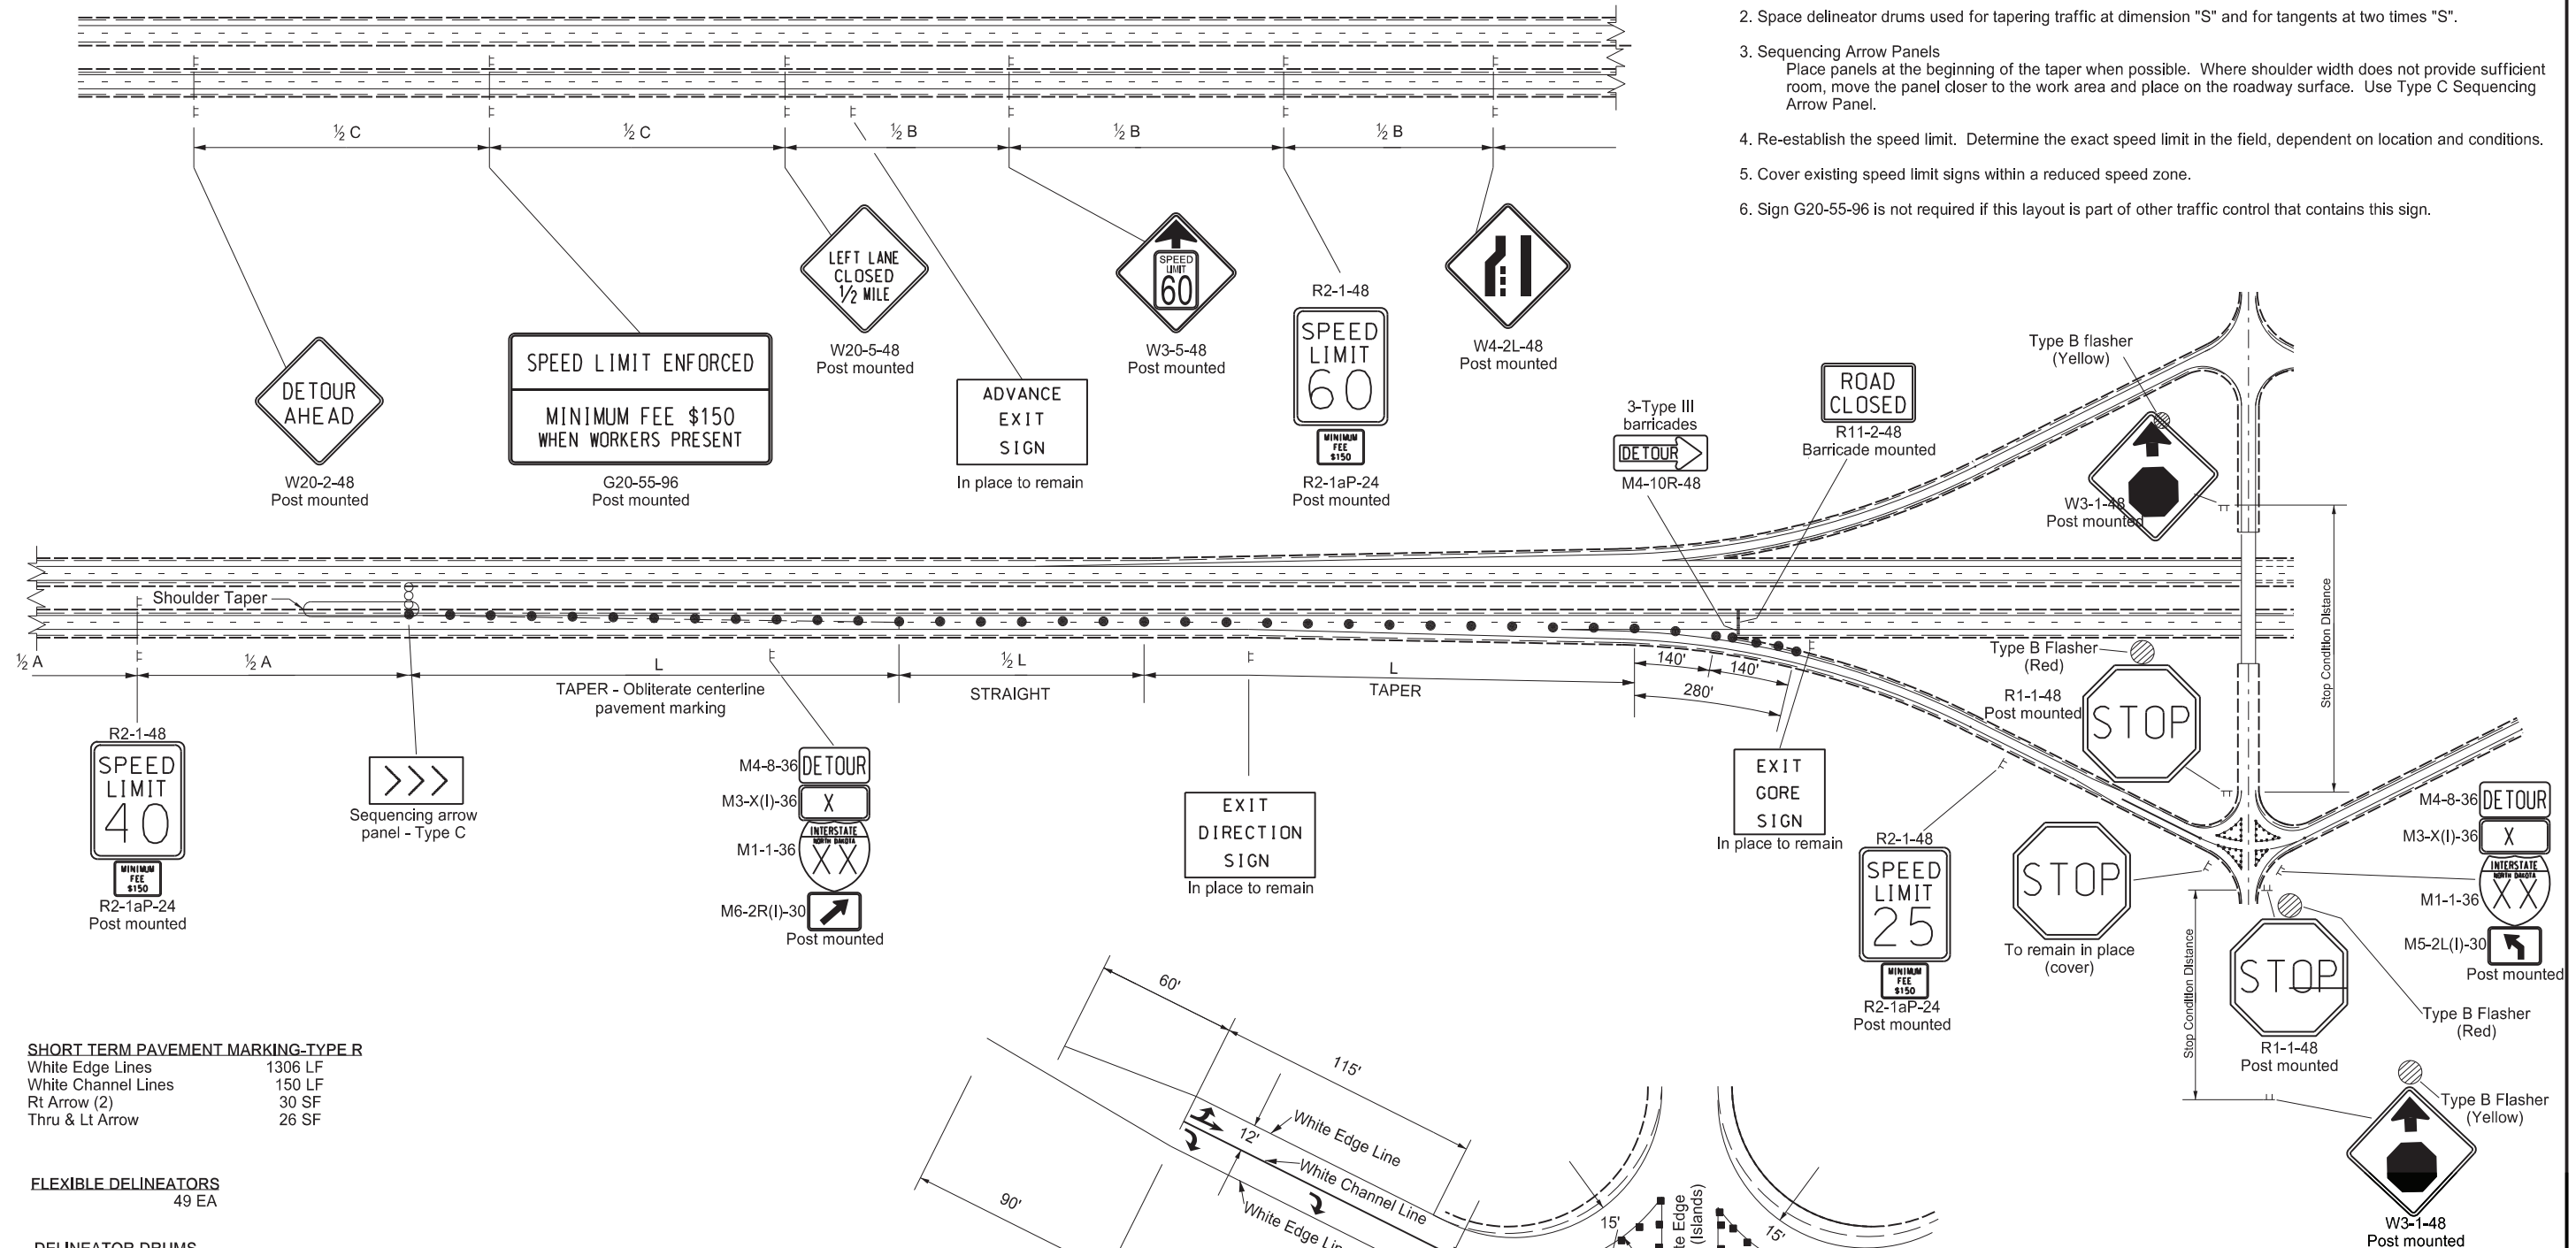 2. Space delineator drums used for tapering traffic at dimension "S" and for tangents at two times "S".
3. Sequencing Arrow Panels
Place panels at the beginning of the taper when possible. Where shoulder width does not provide sufficient
room, move the panel closer to the work area and place on the roadway surface. Use Type C Sequencing
Arrow Panel.
4. Re-establish the speed limit. Determine the exact speed limit in the field, dependent on location and conditions.
5. Cover existing speed limit signs within a reduced speed zone.
6. Sign G20-55-96 is not required if this layout is part of other traffic control that contains this sign.
½ C
½ C
½ B
½ B
½ B
DETOUR
AHEAD
W20-2-48
Post mounted
SPEED LIMIT ENFORCED
MINIMUM FEE $150
WHEN WORKERS PRESENT
G20-55-96
Post mounted
LEFT LANE
CLOSED
1/2 MILE
W20-5-48
Post mounted
ADVANCE
EXIT
SIGN
In place to remain
SPEED
LIMIT
60
W3-5-48
Post mounted
R2-1-48
SPEED
LIMIT
60
MINIMUM
FEE
$150
R2-1aP-24
Post mounted
W4-2L-48
Post mounted
3-Type III
barricades
DETOUR
M4-10R-48
ROAD
CLOSED
R11-2-48
Barricade mounted
Type B flasher
(Yellow)
W3-1-48
Post mounted
Stop Condition Distance
Shoulder Taper
½ A
½ A
L
TAPER - Obliterate centerline
pavement marking
½ L
STRAIGHT
L
TAPER
140'
140'
280'
R2-1-48
SPEED
LIMIT
40
MINIMUM
FEE
$150
R2-1aP-24
Post mounted
Sequencing arrow
panel - Type C
M4-8-36
DETOUR
M3-X(I)-36
X
M1-1-36
INTERSTATE
NORTH DAKOTA
XX
M6-2R(I)-30
Post mounted
EXIT
DIRECTION
SIGN
In place to remain
EXIT
GORE
SIGN
In place to remain
Type B Flasher
(Red)
R1-1-48
Post mounted
STOP
R2-1-48
SPEED
LIMIT
25
MINIMUM
FEE
$150
R2-1aP-24
Post mounted
STOP
To remain in place
(cover)
Stop Condition Distance
STOP
R1-1-48
Post mounted
Type B Flasher
(Red)
M4-8-36
DETOUR
M3-X(I)-36
X
M1-1-36
INTERSTATE
NORTH DAKOTA
XX
M5-2L(I)-30
Post mounted
Type B Flasher
(Yellow)
W3-1-48
Post mounted
SHORT TERM PAVEMENT MARKING-TYPE R
White Edge Lines 1306 LF
White Channel Lines 150 LF
Rt Arrow (2) 30 SF
Thru & Lt Arrow 26 SF
FLEXIBLE DELINEATORS
49 EA
DELINEATOR DRUMS
60'
115'
12'
90'
White Edge Line
White Channel Line
White Edge
15'
Edge
(Islands)
15'